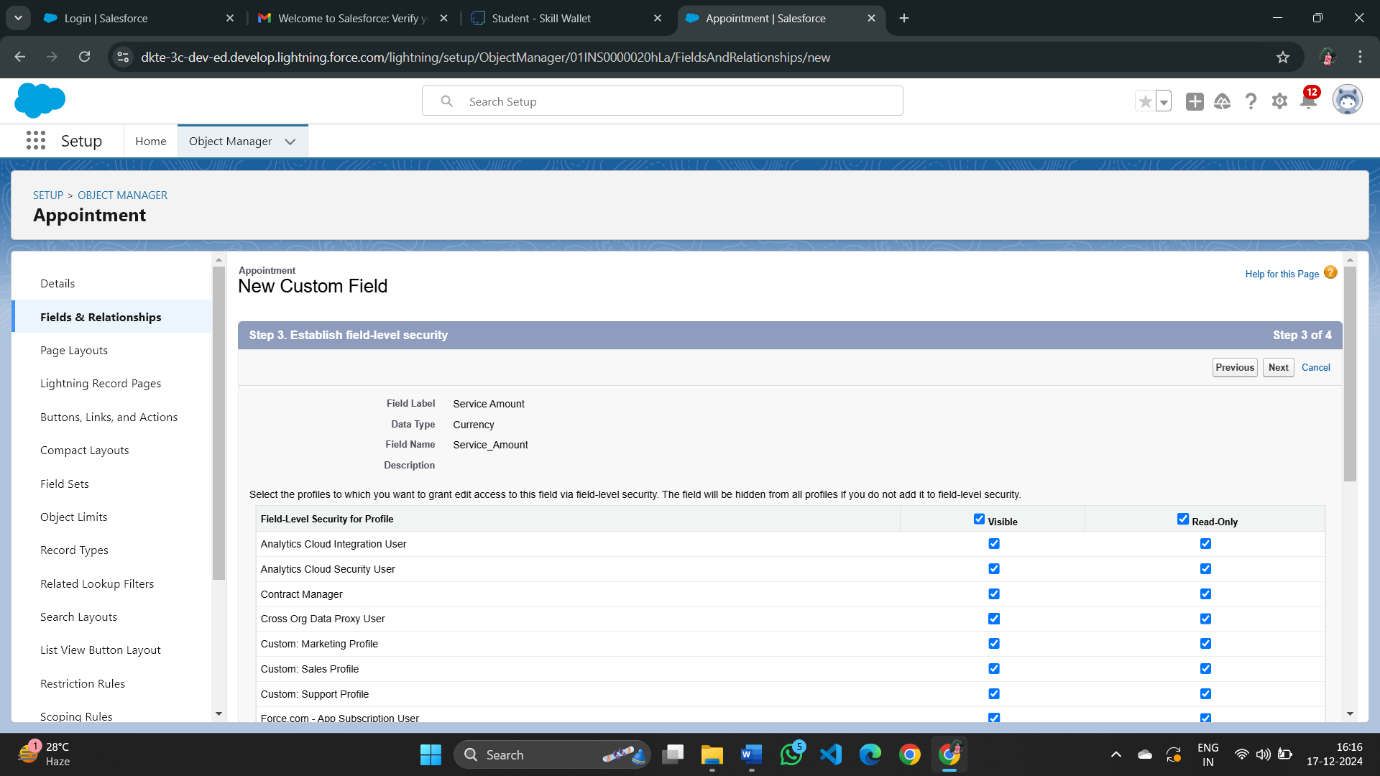 Login | Salesforce
Welcome to Salesforce: Verify y
Student - Skill Wallet
Appointment | Salesforce
dkte-3c-dev-ed.develop.lightning.force.com/lightning/setup/ObjectManager/01INS0000020hLa/FieldsAndRelationships/new
Search Setup
12
Setup
Home
Object Manager
SETUP > OBJECT MANAGER
Appointment
Details
Fields & Relationships
Page Layouts
Lightning Record Pages
Buttons, Links, and Actions
Compact Layouts
Field Sets
Object Limits
Record Types
Related Lookup Filters
Search Layouts
List View Button Layout
Restriction Rules
Scoping Rules
Appointment
New Custom Field
Help for this Page ?
Step 3. Establish field-level security Step 3 of 4
Previous Next Cancel
Field Label Service Amount
Data Type Currency
Field Name Service_Amount
Description
Select the profiles to which you want to grant edit access to this field via field-level security. The field will be hidden from all profiles if you do not add it to field-level security.
Field-Level Security for Profile Visible Read-Only
Analytics Cloud Integration User
Analytics Cloud Security User
Contract Manager
Cross Org Data Proxy User
Custom: Marketing Profile
Custom: Sales Profile
Custom: Support Profile
Force.com - App Subscription User
1
28°C
Haze
Search
5
ENG
IN
16:16
17-12-2024